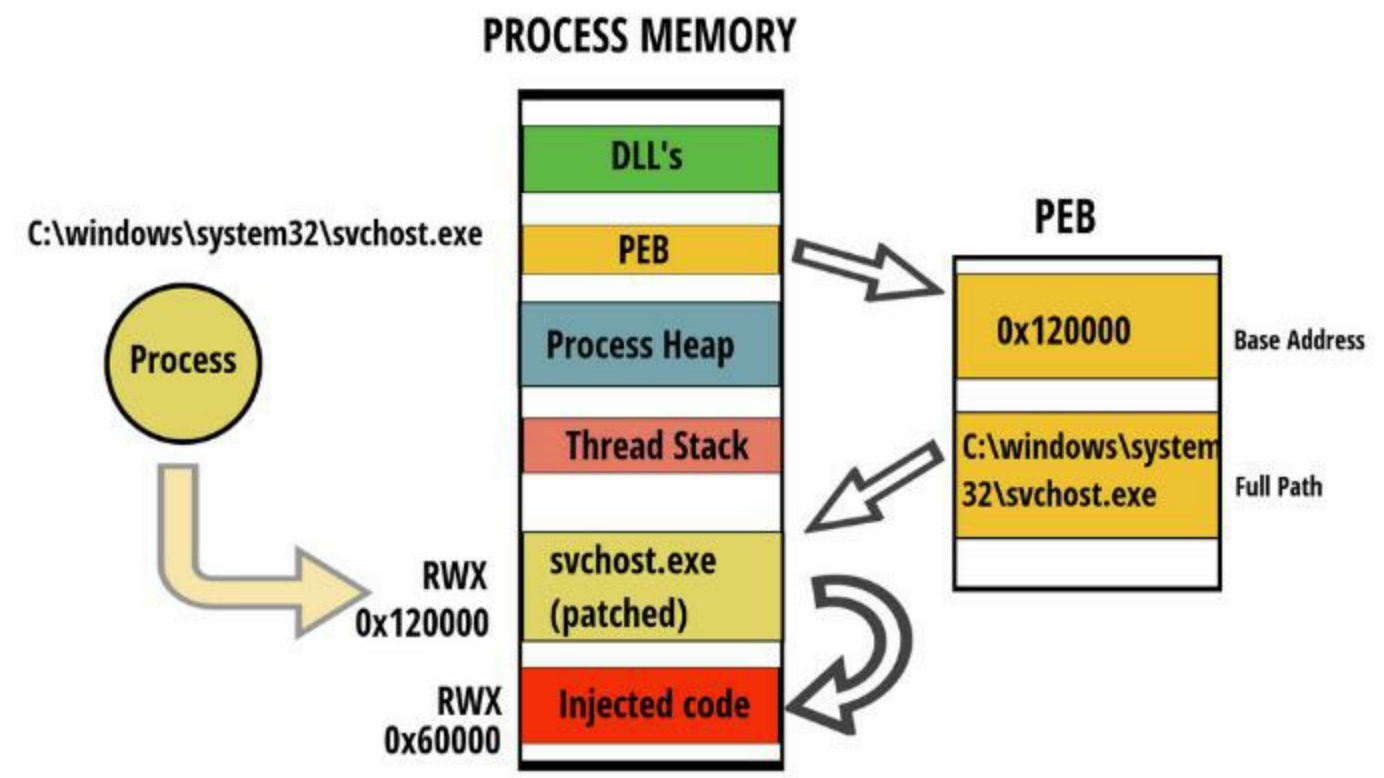 PROCESS MEMORY
DLL's
C:\windows\system32\svchost.exe
PEB
PEB
Process
Process Heap
0x120000
Base Address
Thread Stack
C:\windows\system
32\svchost.exe
Full Path
svchost.exe
(patched)
RWX
0x120000
Injected code
RWX
0x60000